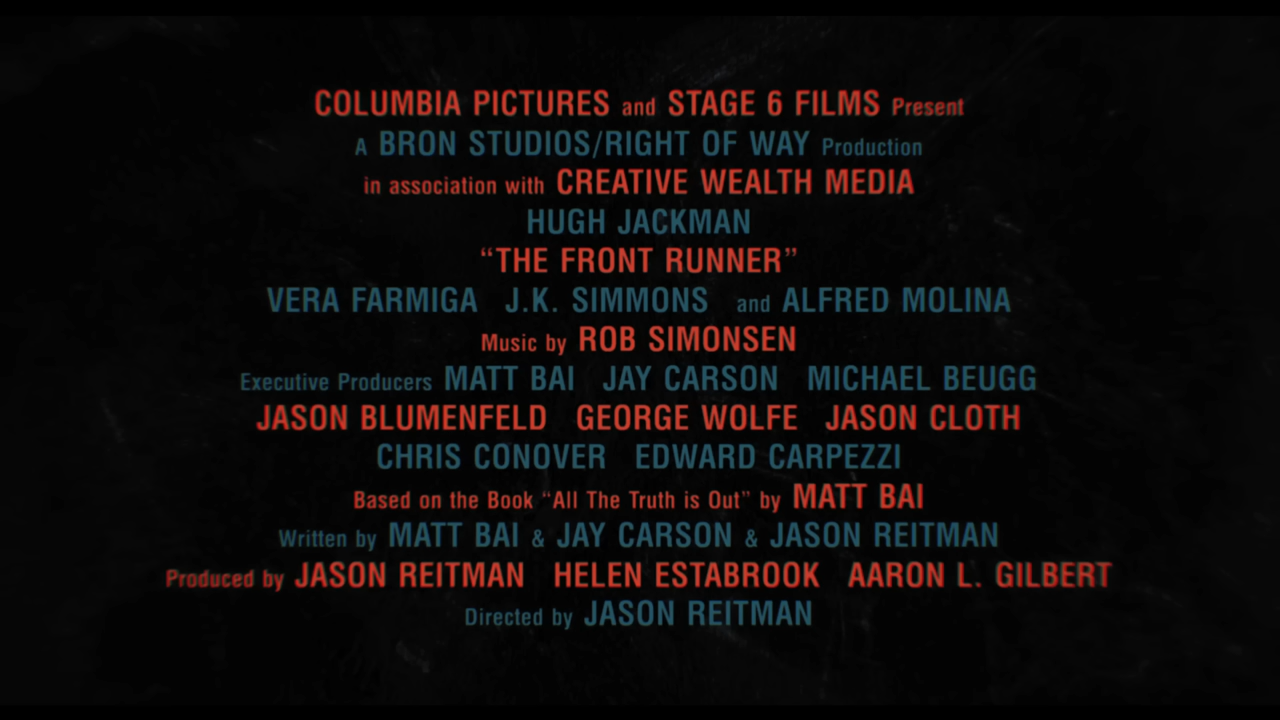 COLUMBIA PICTURES and STAGE 6 FILMS Present
A BRON STUDIOS/RIGHT OF WAY Production
in association with CREATIVE WEALTH MEDIA
HUGH JACKMAN
“THE FRONT RUNNER”
VERA FARMIGA J.K. SIMMONS and ALFRED MOLINA
Music by ROB SIMONSEN
Executive Producers MATT BAI JAY CARSON MICHAEL BEUGG
JASON BLUMENFELD GEORGE WOLFE JASON CLOTH
CHRIS CONOVER EDWARD CARPEZZI
Based on the Book “All The Truth is Out” by MATT BAI
Written by MATT BAI & JAY CARSON & JASON REITMAN
Produced by JASON REITMAN HELEN ESTABROOK AARON L. GILBERT
Directed by JASON REITMAN